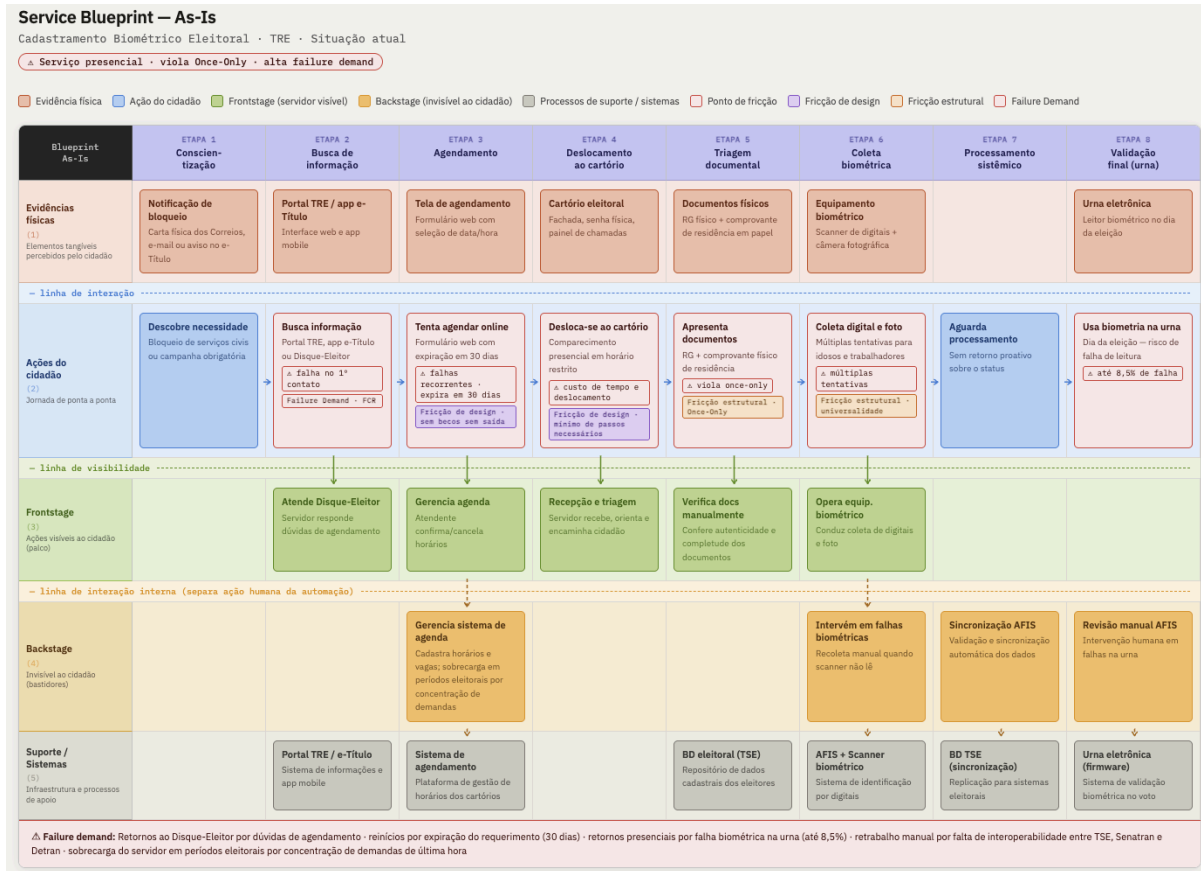 Service Blueprint — As-Is
Cadastramento Biométrico Eleitoral · TRE · Situação atual
⚠ Serviço presencial · viola Once-Only · alta failure demand
Evidência física
Ação do cidadão
Frontstage (servidor visível)
Backstage (invisível ao cidadão)
Processos de suporte / sistemas
Ponto de fricção
Fricção de design
Fricção estrutural
Failure Demand
Blueprint
As-Is
ETAPA 1
Conscien-
tização
ETAPA 2
Busca de
informação
ETAPA 3
Agendamento
ETAPA 4
Deslocamento
ao cartório
ETAPA 5
Triagem
documental
ETAPA 6
Coleta
biométrica
ETAPA 7
Processamento
sistêmico
ETAPA 8
Validação
final (urna)
Evidências
físicas
(1)
Elementos tangíveis
percebidos pelo cidadão
Notificação de
bloqueio
Carta física dos Correios,
e-mail ou aviso no e-
Título
Portal TRE / app e-
Título
Interface web e app
mobile
Tela de agendamento
Formulário web com
seleção de data/hora
Cartório eleitoral
Fachada, senha física,
painel de chamadas
Documentos físicos
RG físico + comprovante
de residência em papel
Equipamento
biométrico
Scanner de digitais +
câmera fotográfica
Urna eletrônica
Leitor biométrico no dia
da eleição
— linha de interação
Ações do
cidadão
(2)
Jornada de ponta a ponta
Descobre necessidade
Bloqueio de serviços civis
ou campanha obrigatória
Busca informação
Portal TRE, app e-Título
ou Disque-Eleitor
⚠ falha no 1º
contato
Failure Demand · FCR
Tenta agendar online
Formulário web com
expiração em 30 dias
⚠ falhas
recorrentes ·
expira em 30 dias
Fricção de design ·
sem becos sem saída
Desloca-se ao cartório
Comparecimento
presencial em horário
restrito
⚠ custo de tempo e
deslocamento
Fricção de design ·
mínimo de passos
necessários
Apresenta
documentos
RG + comprovante físico
de residência
⚠ viola once-only
Fricção estrutural ·
Once-Only
Coleta digital e foto
Múltiplas tentativas para
idosos e trabalhadores
⚠ múltiplas
tentativas
Fricção estrutural ·
universalidade
Aguarda
processamento
Sem retorno proativo
sobre o status
Usa biometria na urna
Dia da eleição — risco de
falha de leitura
⚠ até 8,5% de falha
— linha de visibilidade
Frontstage
(3)
Ações visíveis ao cidadão
(palco)
Atende Disque-Eleitor
Servidor responde
dúvidas de agendamento
Gerencia agenda
Atendente
confirma/cancela
horários
Recepção e triagem
Servidor recebe, orienta e
encaminha cidadão
Verifica docs
manualmente
Confere autenticidade e
completude dos
documentos
Opera equip.
biométrico
Conduz coleta de digitais
e foto
— linha de interação interna (separa ação humana da automação)
Backstage
(4)
Invisível ao cidadão
(bastidores)
Gerencia sistema de
agenda
Cadastra horários e
vagas; sobrecarga em
períodos eleitorais por
concentração de
demandas
Intervém em falhas
biométricas
Recoleta manual quando
scanner não lê
Sincronização AFIS
Validação e sincronização
automática dos dados
Revisão manual AFIS
Intervenção humana em
falhas na urna
Suporte /
Sistemas
(5)
Infraestrutura e processos
de apoio
Portal TRE / e-Título
Sistema de informações e
app mobile
Sistema de
agendamento
Plataforma de gestão de
horários dos cartórios
BD eleitoral (TSE)
Repositório de dados
cadastrais dos eleitores
AFIS + Scanner
biométrico
Sistema de identificação
por digitais
BD TSE
(sincronização)
Replicação para sistemas
eleitorais
Urna eletrônica
(firmware)
Sistema de validação
biométrica no voto
⚠ Failure demand: Retornos ao Disque-Eleitor por dúvidas de agendamento · reinícios por expiração do requerimento (30 dias) · retornos presenciais por falha biométrica na urna (até 8,5%) · retrabalho manual por falta de interoperabilidade entre TSE, Senatran e
Detran · sobrecarga do servidor em períodos eleitorais por concentração de demandas de última hora